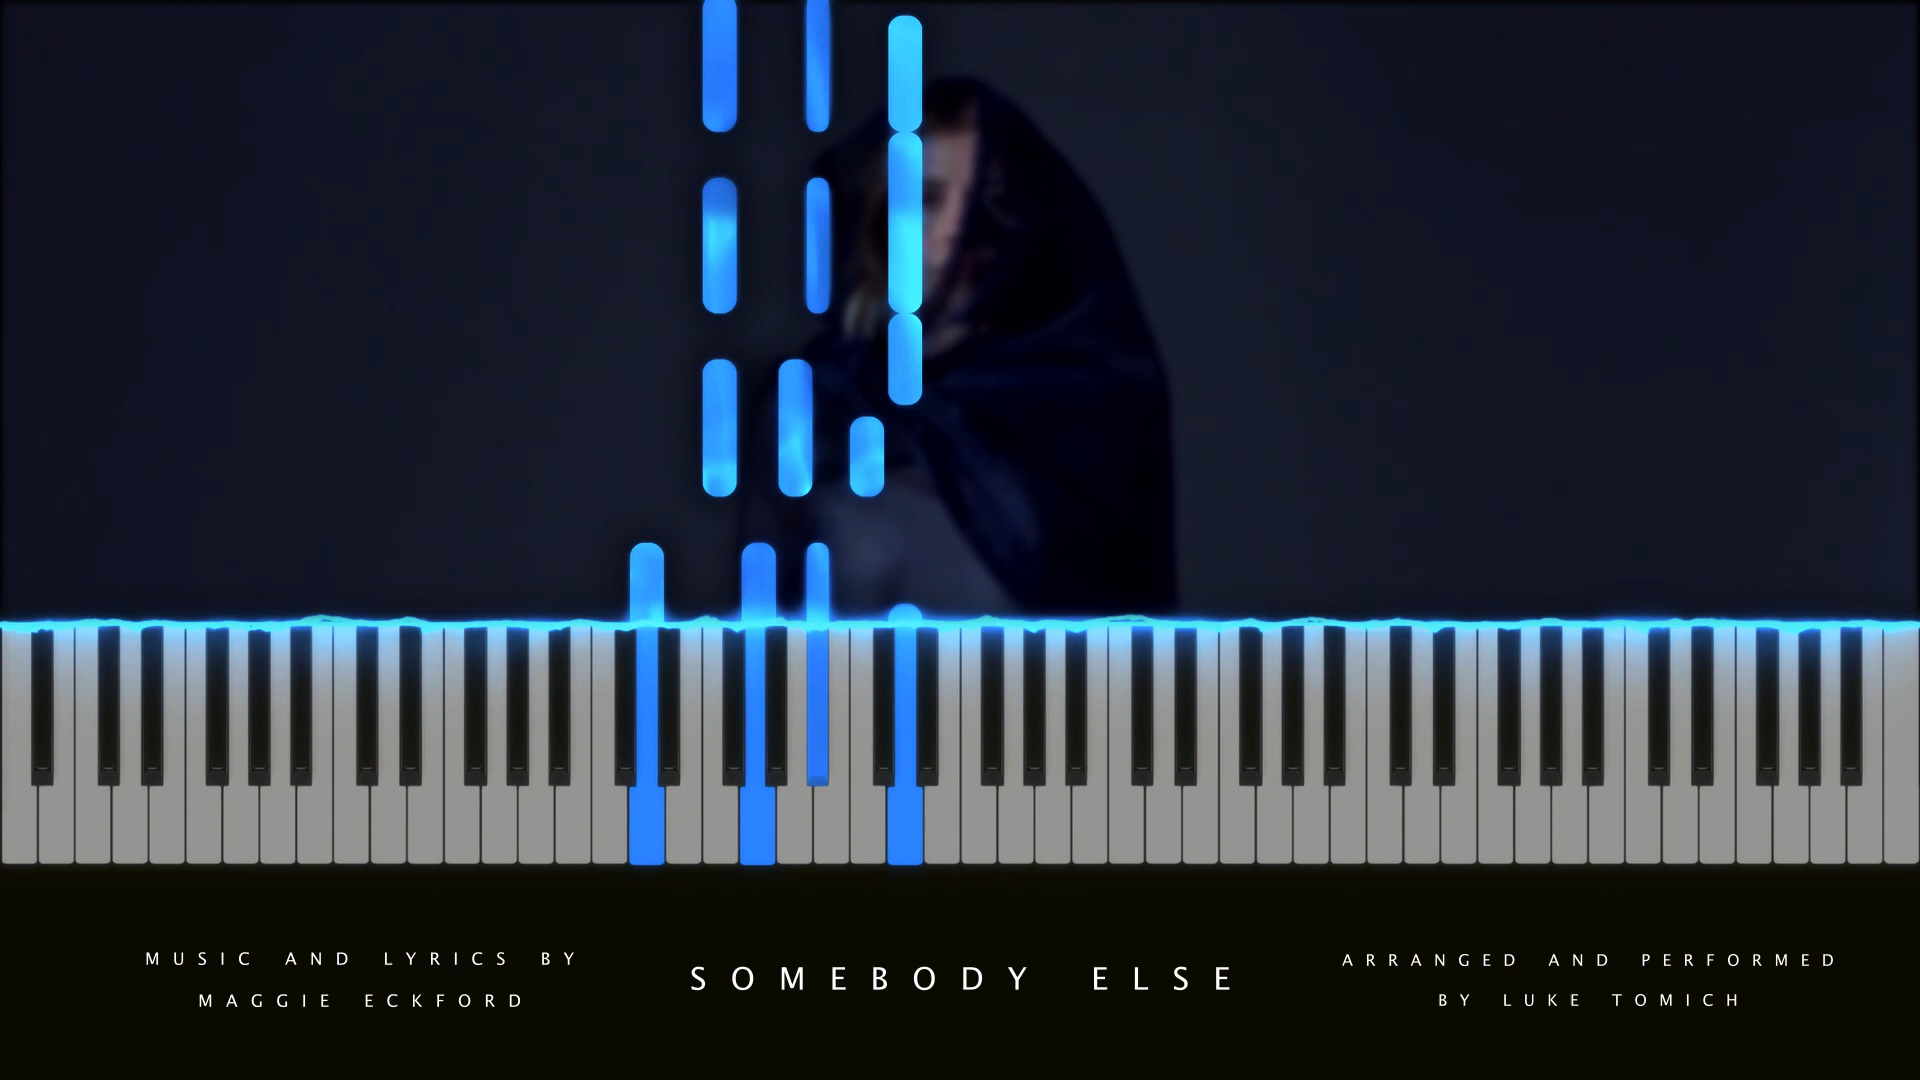 MUSIC AND LYRICS BY
MAGGIE ECKFORD
SOMEBODY ELSE
ARRANGED AND PERFORMED
BY LUKE TOMICH